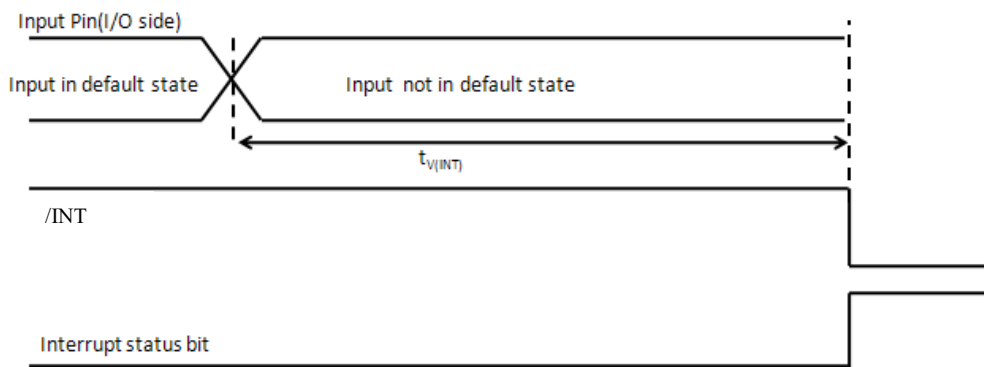 Input Pin(I/O side)
Input in default state
Input not in default state
tV(INT)
/INT
Interrupt status bit